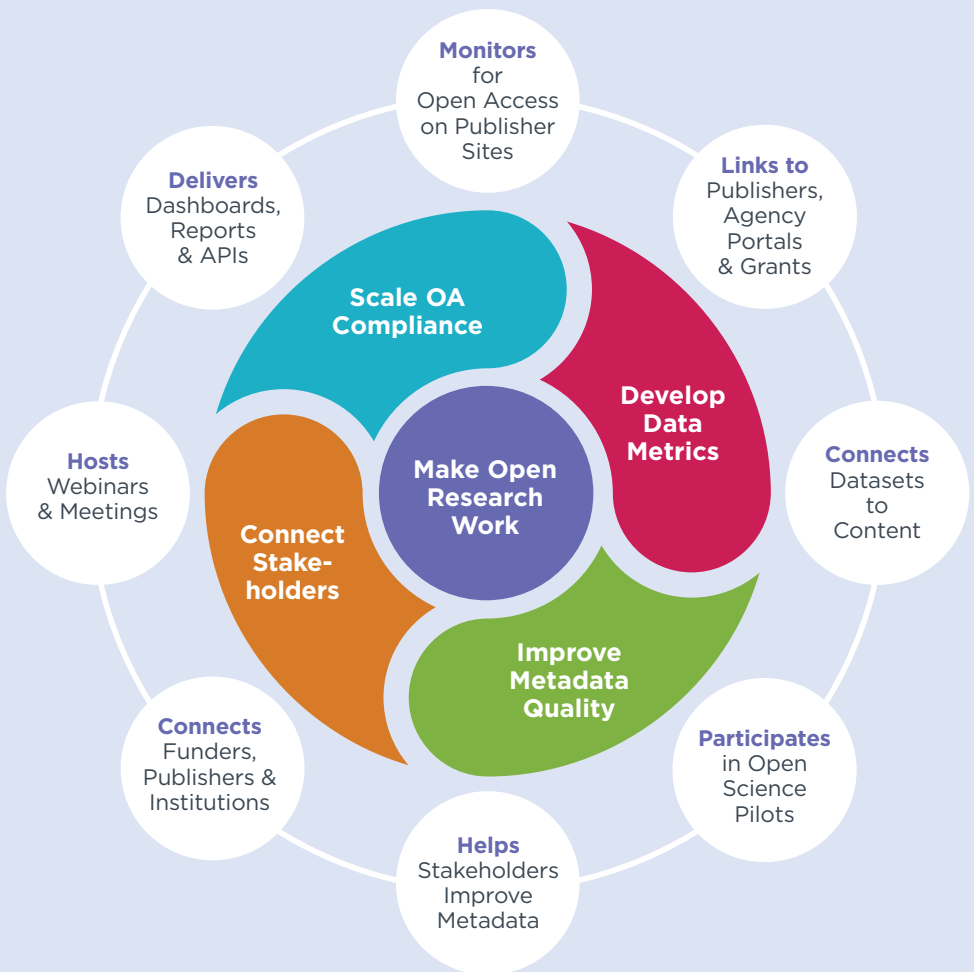 Monitors
for
Open Access
on Publisher
Sites
Links to
Publishers,
Agency
Portals
& Grants
Connects
Datasets
to
Content
Participates
in Open
Science
Pilots
Helps
Stakeholders
Improve
Metadata
Connects
Funders,
Publishers &
Institutions
Hosts
Webinars
& Meetings
Delivers
Dashboards,
Reports
& APIs
Scale OA
Compliance
Develop
Data
Metrics
Improve
Metadata
Quality
Connect
Stake-
holders
Make Open
Research
Work